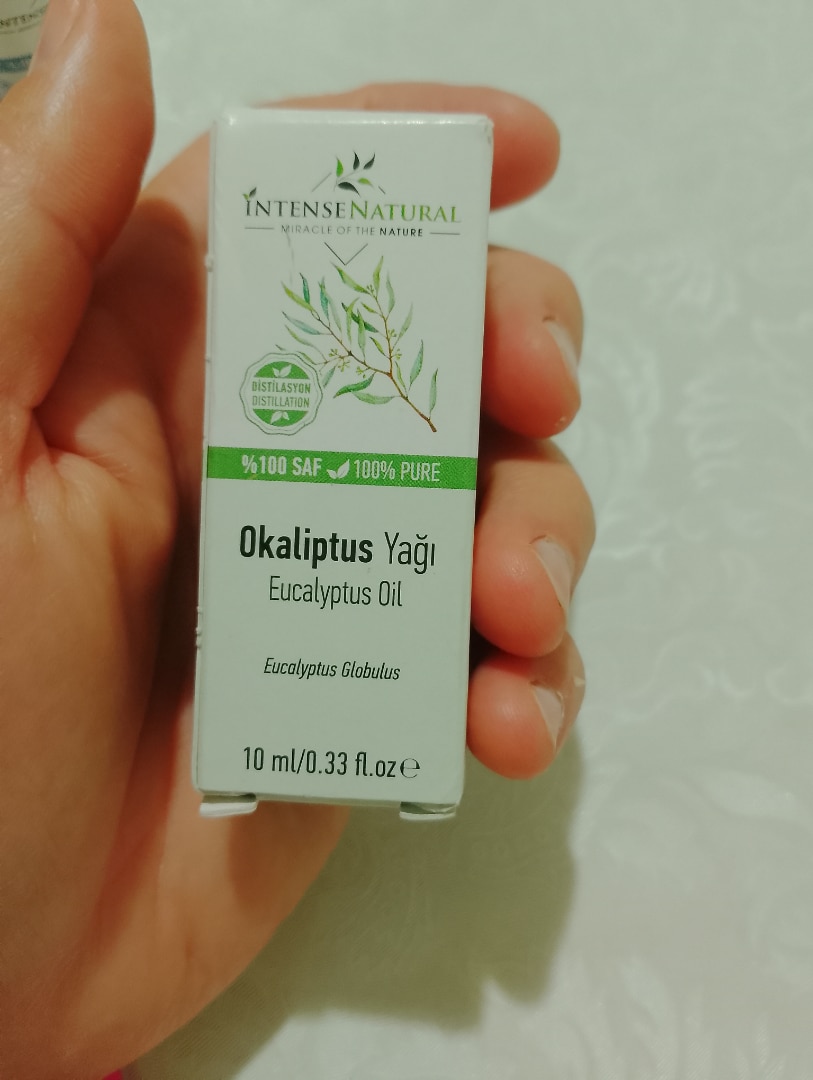 INTENSENATURAL
MIRACLE OF THE NATURE
DİSTİLASYON
DISTILLATION
%100 SAF 100% PURE
Okaliptus Yağı
Eucalyptus Oil
Eucalyptus Globulus
10 ml/0.33 fl.oz ℮